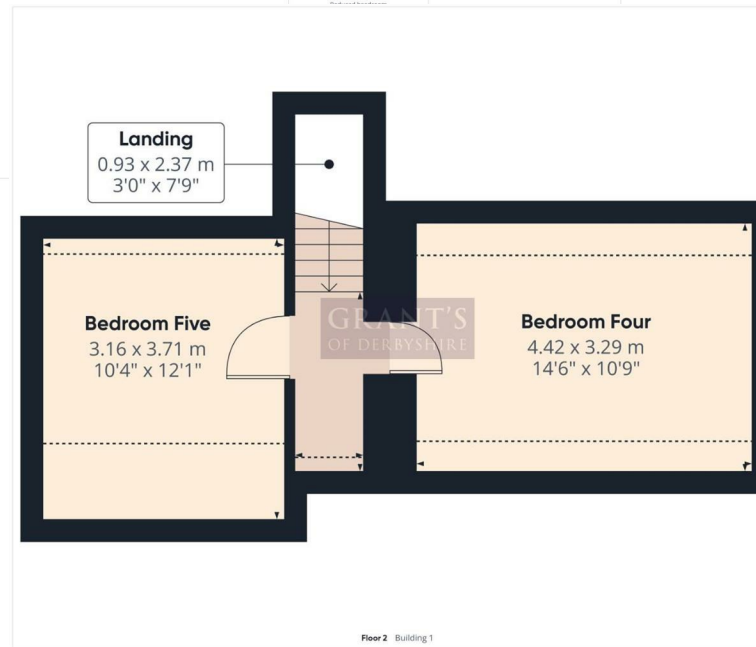 Landing
0.93 x 2.37 m
3'0" x 7'9"
Bedroom Five
3.16 x 3.71 m
10'4" x 12'1"
GRANT'S
OF DERBYSHIRE
Bedroom Four
4.42 x 3.29 m
14'6" x 10'9"
Floor 2 Building 1